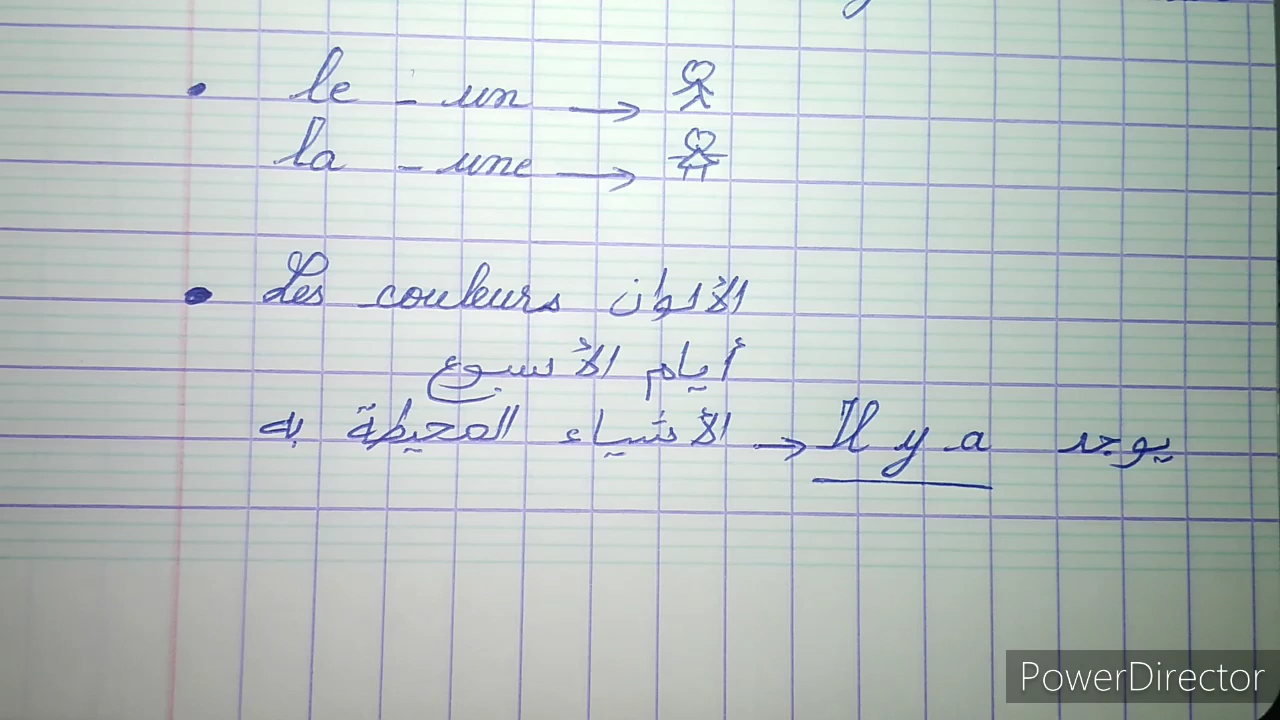 • le - un →
la - une →
• Les couleurs الألوان
أيام الأسبوع
الأشياء المحيطة به → Il y a يوجد
PowerDirector